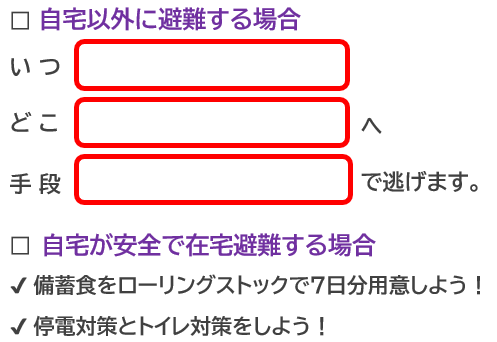 □ 自宅以外に避難する場合
いつ
どこ へ
手段 で逃げます。
□ 自宅が安全で在宅避難する場合
✓ 備蓄食をローリングストックで7日分用意しよう！
✓ 停電対策とトイレ対策をしよう！